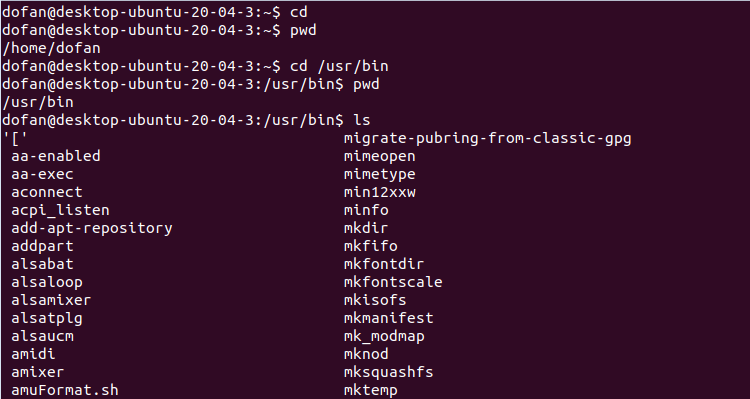 dofan@desktop-ubuntu-20-04-3:~$ cd
dofan@desktop-ubuntu-20-04-3:~$ pwd
/home/dofan
dofan@desktop-ubuntu-20-04-3:~$ cd /usr/bin
dofan@desktop-ubuntu-20-04-3:/usr/bin$ pwd
/usr/bin
dofan@desktop-ubuntu-20-04-3:/usr/bin$ ls
'[' migrate-pubring-from-classic-gpg
aa-enabled mimeopen
aa-exec mimetype
aconnect min12xxw
acpi_listen minfo
add-apt-repository mkdir
addpart mkfifo
alsabat mkfontdir
alsaloop mkfontscale
alsamixer mkisofs
alsatplg mkmanifest
alsaucm mk_modmap
amidi mknod
amixer mksquashfs
amuFormat.sh mktemp